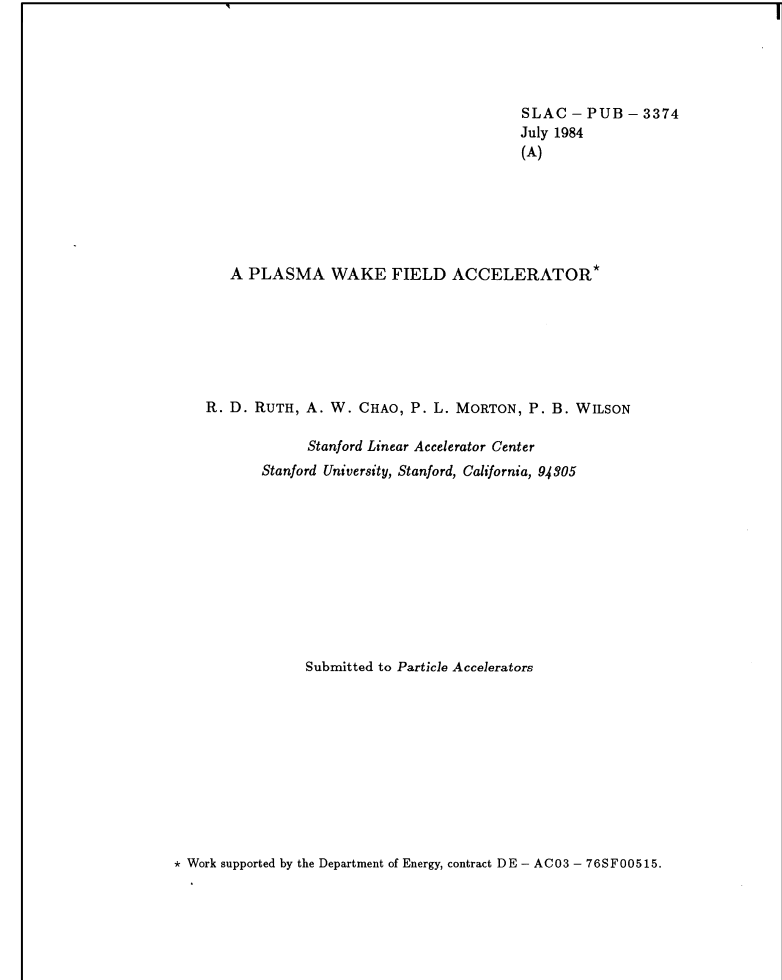 SLAC – PUB – 3374
July 1984
(A)
A PLASMA WAKE FIELD ACCELERATOR*
R. D. RUTH, A. W. CHAO, P. L. MORTON, P. B. WILSON
Stanford Linear Accelerator Center
Stanford University, Stanford, California, 94305
Submitted to Particle Accelerators
* Work supported by the Department of Energy, contract DE – AC03 – 76SF00515.